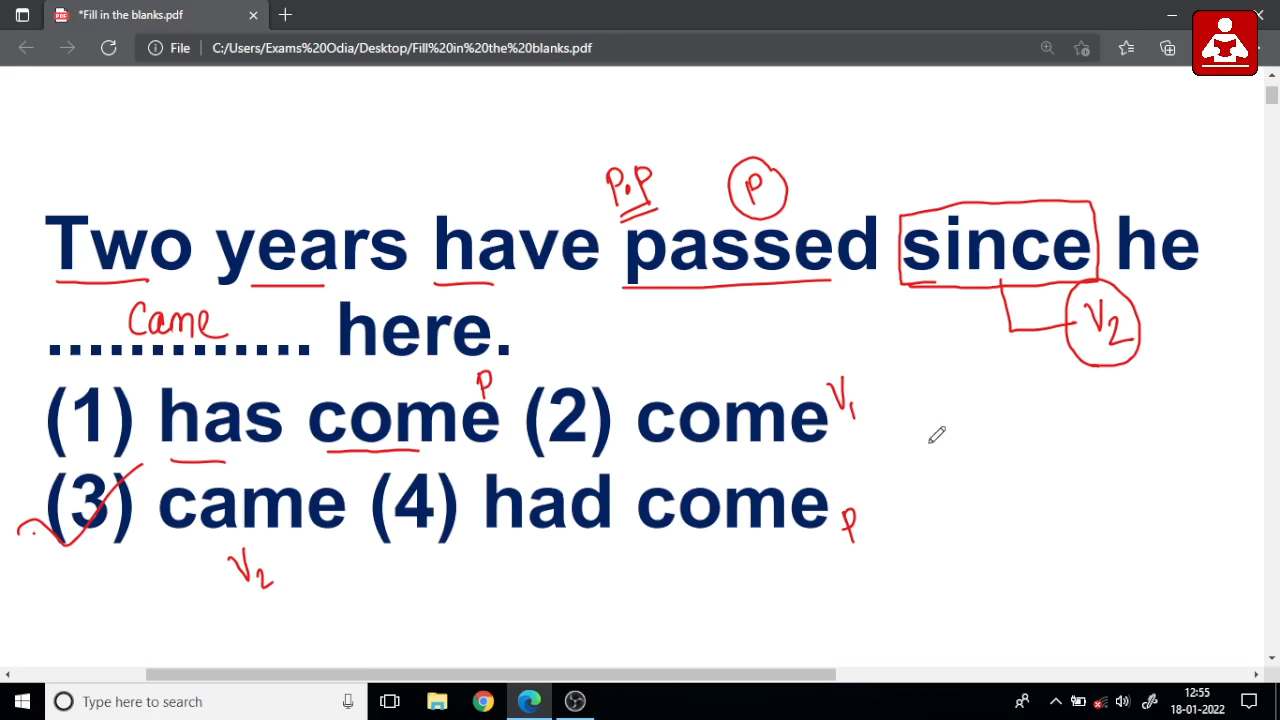 *Fill in the blanks.pdf
File C:/Users/Exams%20Odia/Desktop/Fill%20in%20the%20blanks.pdf
P.P P
Two years have passed since he
Came V2
............. here.
P V1
(1) has come (2) come
(3) came (4) had come
V2 P
Type here to search
12:55
18-01-2022